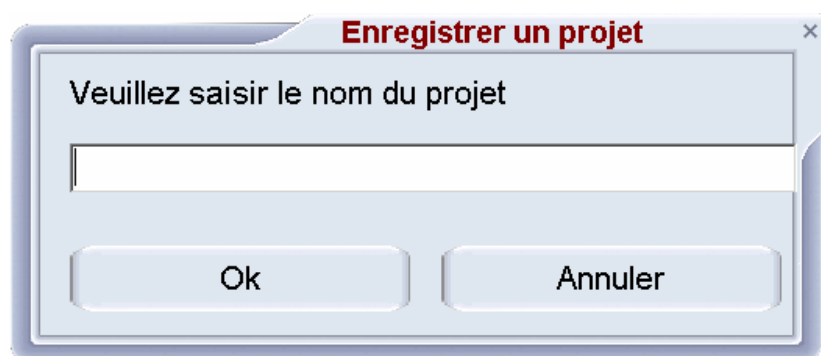 Enregistrer un projet
Veuillez saisir le nom du projet
Ok
Annuler